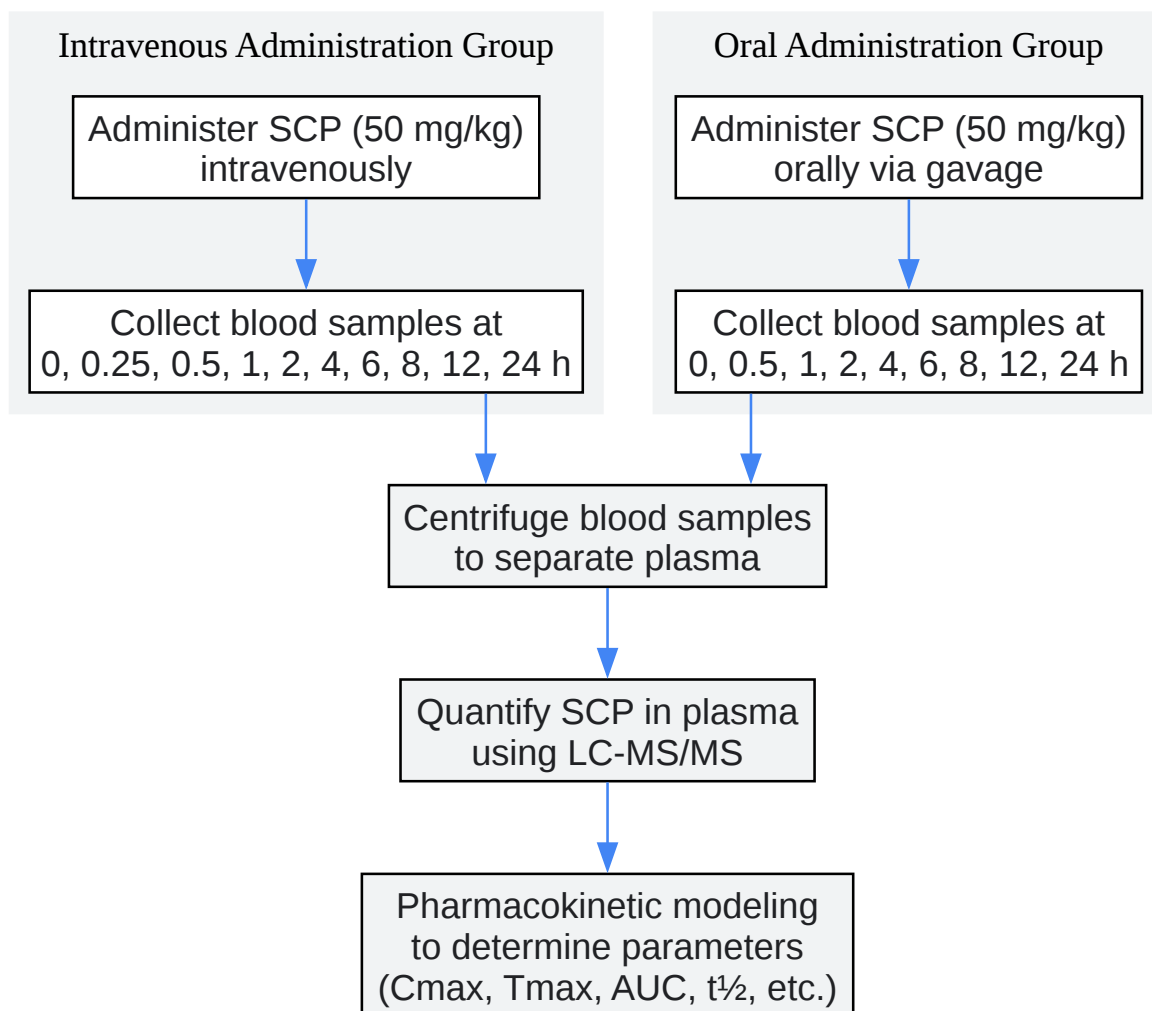 Intravenous Administration Group
Administer SCP (50 mg/kg)
intravenously
Collect blood samples at
0, 0.25, 0.5, 1, 2, 4, 6, 8, 12, 24 h
Oral Administration Group
Administer SCP (50 mg/kg)
orally via gavage
Collect blood samples at
0, 0.5, 1, 2, 4, 6, 8, 12, 24 h
Centrifuge blood samples
to separate plasma
Quantify SCP in plasma
using LC-MS/MS
Pharmacokinetic modeling
to determine parameters
(Cmax, Tmax, AUC, t½, etc.)